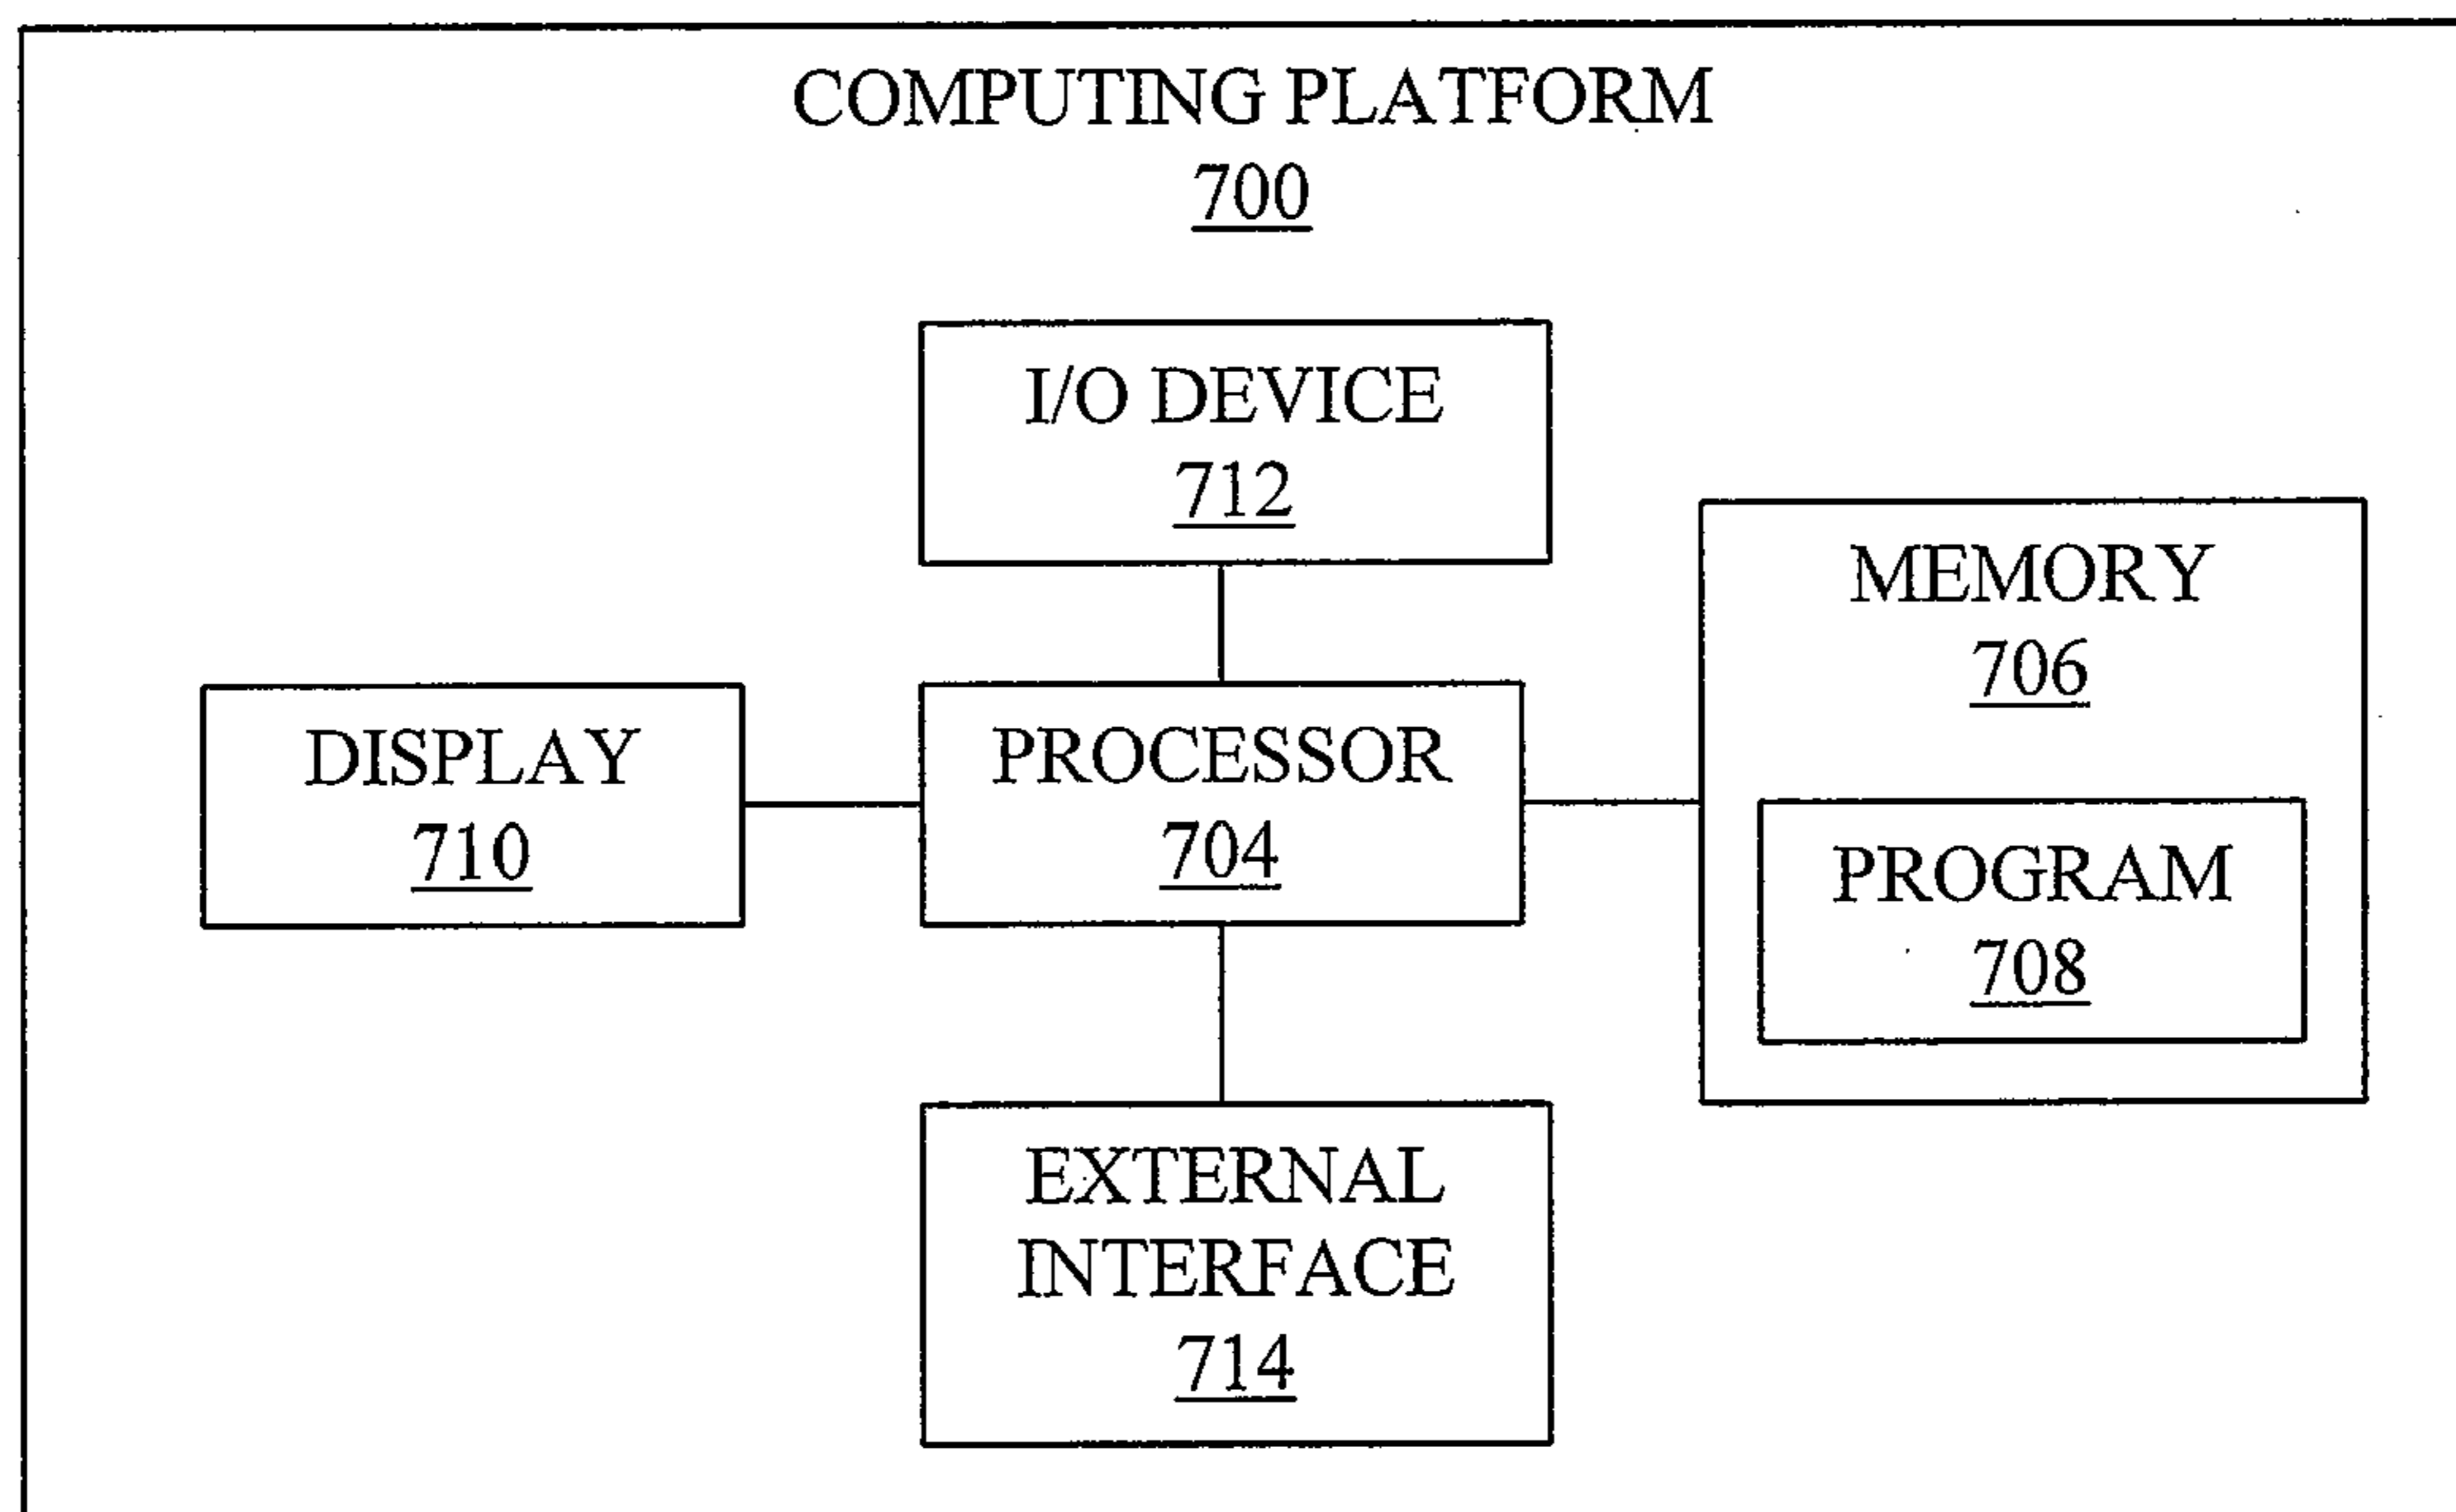 COMPUTING PLATFORM
700
I/O DEVICE
712
MEMORY
706
DISPLAY
710
PROCESSOR
704
PROGRAM
708
EXTERNAL
INTERFACE
714